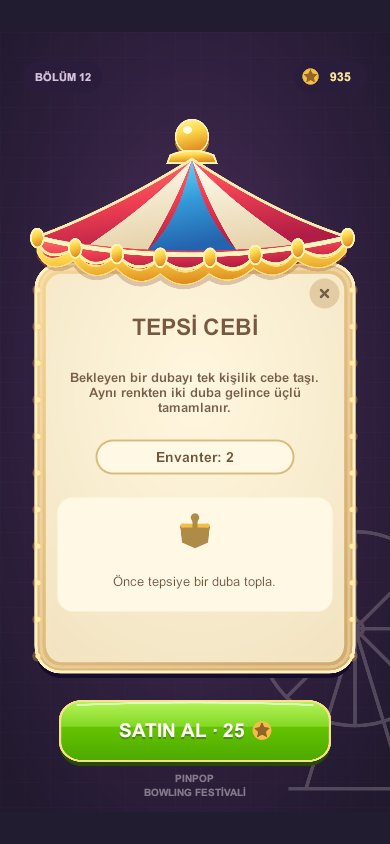 BÖLÜM 12
935
TEPSİ CEBİ
Bekleyen bir dubayı tek kişilik cebe taşı.
Aynı renkten iki duba gelince üçlü
tamamlanır.
Envanter: 2
Önce tepsiye bir duba topla.
SATIN AL · 25
PINPOP
BOWLING FESTİVALİ